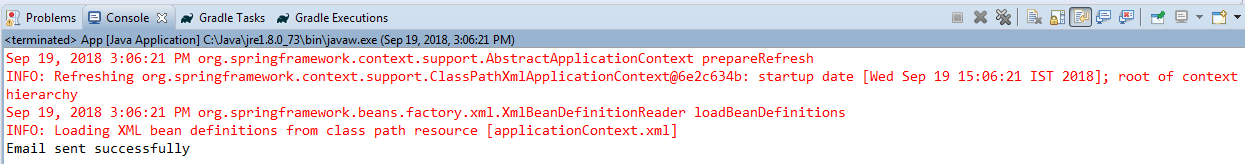 Problems Console Gradle Tasks Gradle Executions
<terminated> App [Java Application] C:\Java\jre1.8.0_73\bin\javaw.exe (Sep 19, 2018, 3:06:21 PM)
Sep 19, 2018 3:06:21 PM org.springframework.context.support.AbstractApplicationContext prepareRefresh
INFO: Refreshing org.springframework.context.support.ClassPathXmlApplicationContext@6e2c634b: startup date [Wed Sep 19 15:06:21 IST 2018]; root of context
hierarchy
Sep 19, 2018 3:06:21 PM org.springframework.beans.factory.xml.XmlBeanDefinitionReader loadBeanDefinitions
INFO: Loading XML bean definitions from class path resource [applicationContext.xml]
Email sent successfully